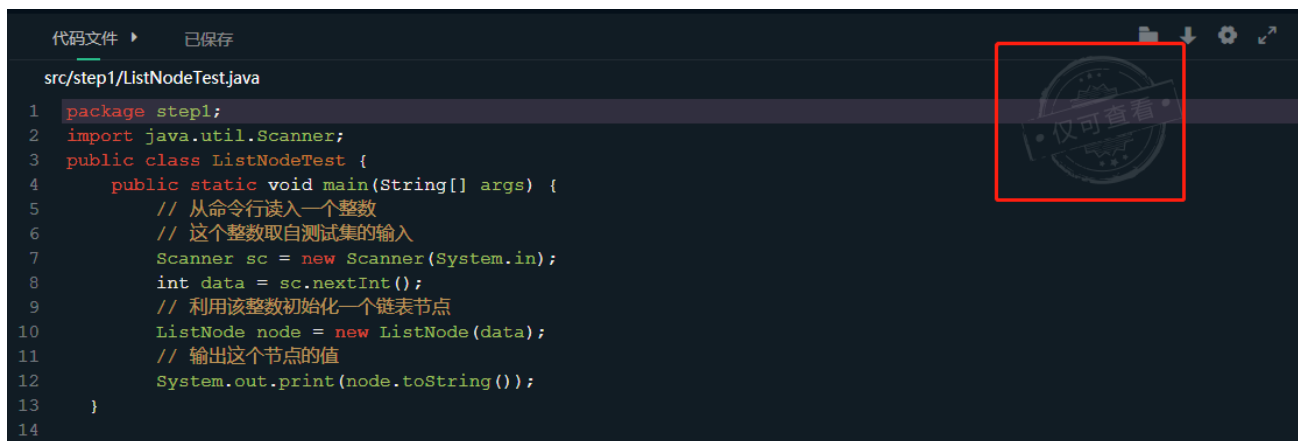 代码文件 已保存
src/step1/ListNodeTest.java
1 package step1;
2 import java.util.Scanner;
3 public class ListNodeTest {
4 public static void main(String[] args) {
5 // 从命令行读入一个整数
6 // 这个整数取自测试集的输入
7 Scanner sc = new Scanner(System.in);
8 int data = sc.nextInt();
9 // 利用该整数初始化一个链表节点
10 ListNode node = new ListNode(data);
11 // 输出这个节点的值
12 System.out.print(node.toString());
13 }
14
仅可查看